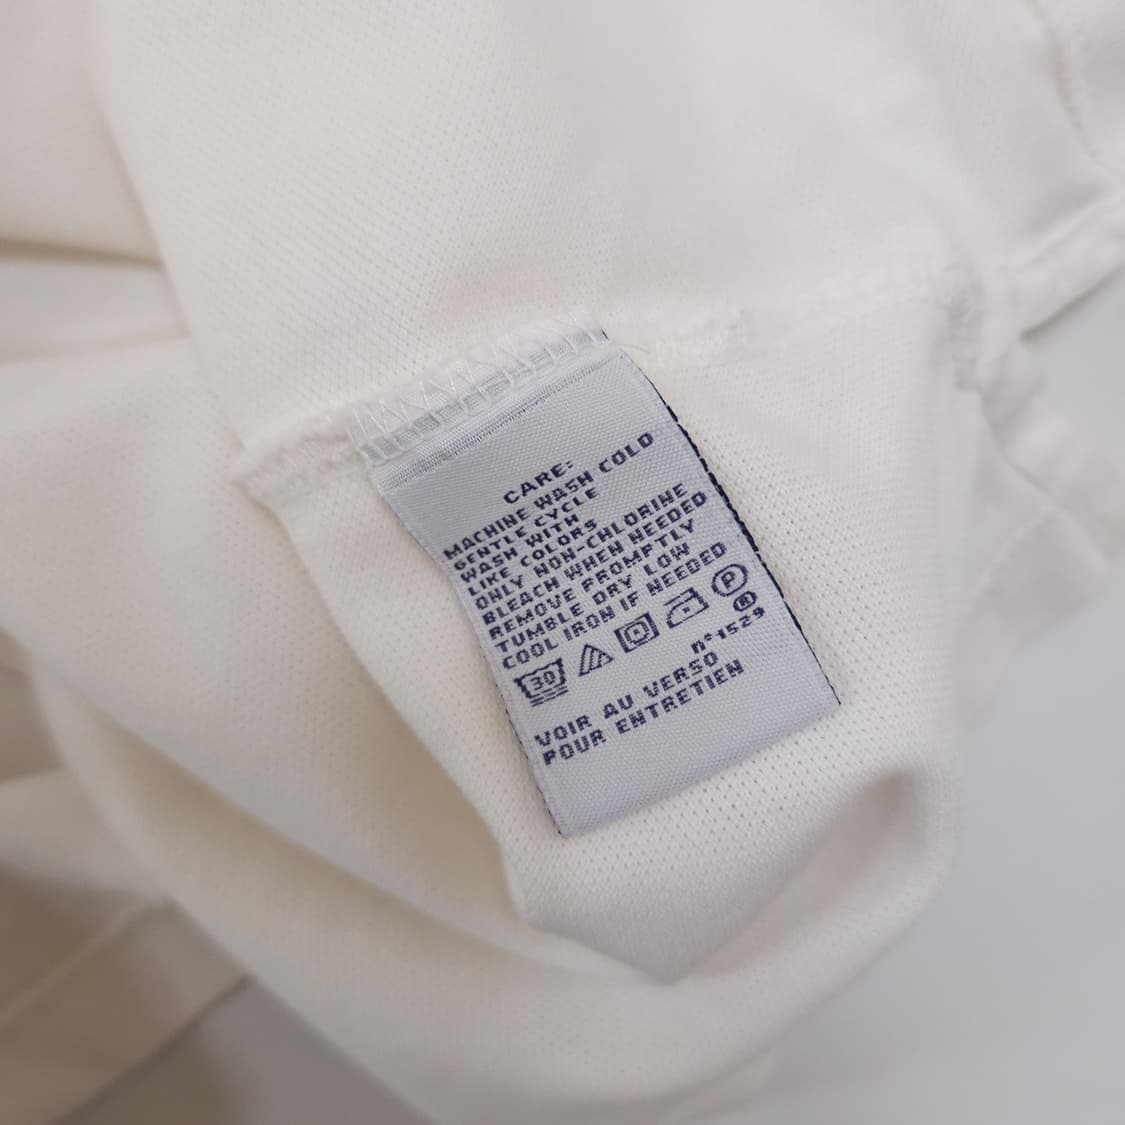 CARE:
MACHINE WASH COLD
GENTLE CYCLE
WASH WITH
LIKE COLORS
ONLY NON-CHLORINE
BLEACH WHEN NEEDED
REMOVE PROMPTLY
TUMBLE DRY LOW
COOL IRON IF NEEDED
30 P
®
n°1529
VOIR AU VERSO
POUR ENTRETIEN